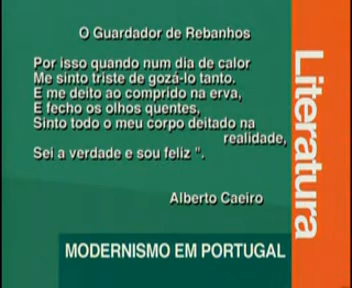 O Guardador de Rebanhos
Por isso quando num dia de calor
Me sinto triste de gozá-lo tanto.
E me deito ao comprido na erva,
E fecho os olhos quentes,
Sinto todo o meu corpo deitado na
realidade,
Sei a verdade e sou feliz ".
Alberto Caeiro
MODERNISMO EM PORTUGAL
Literatura